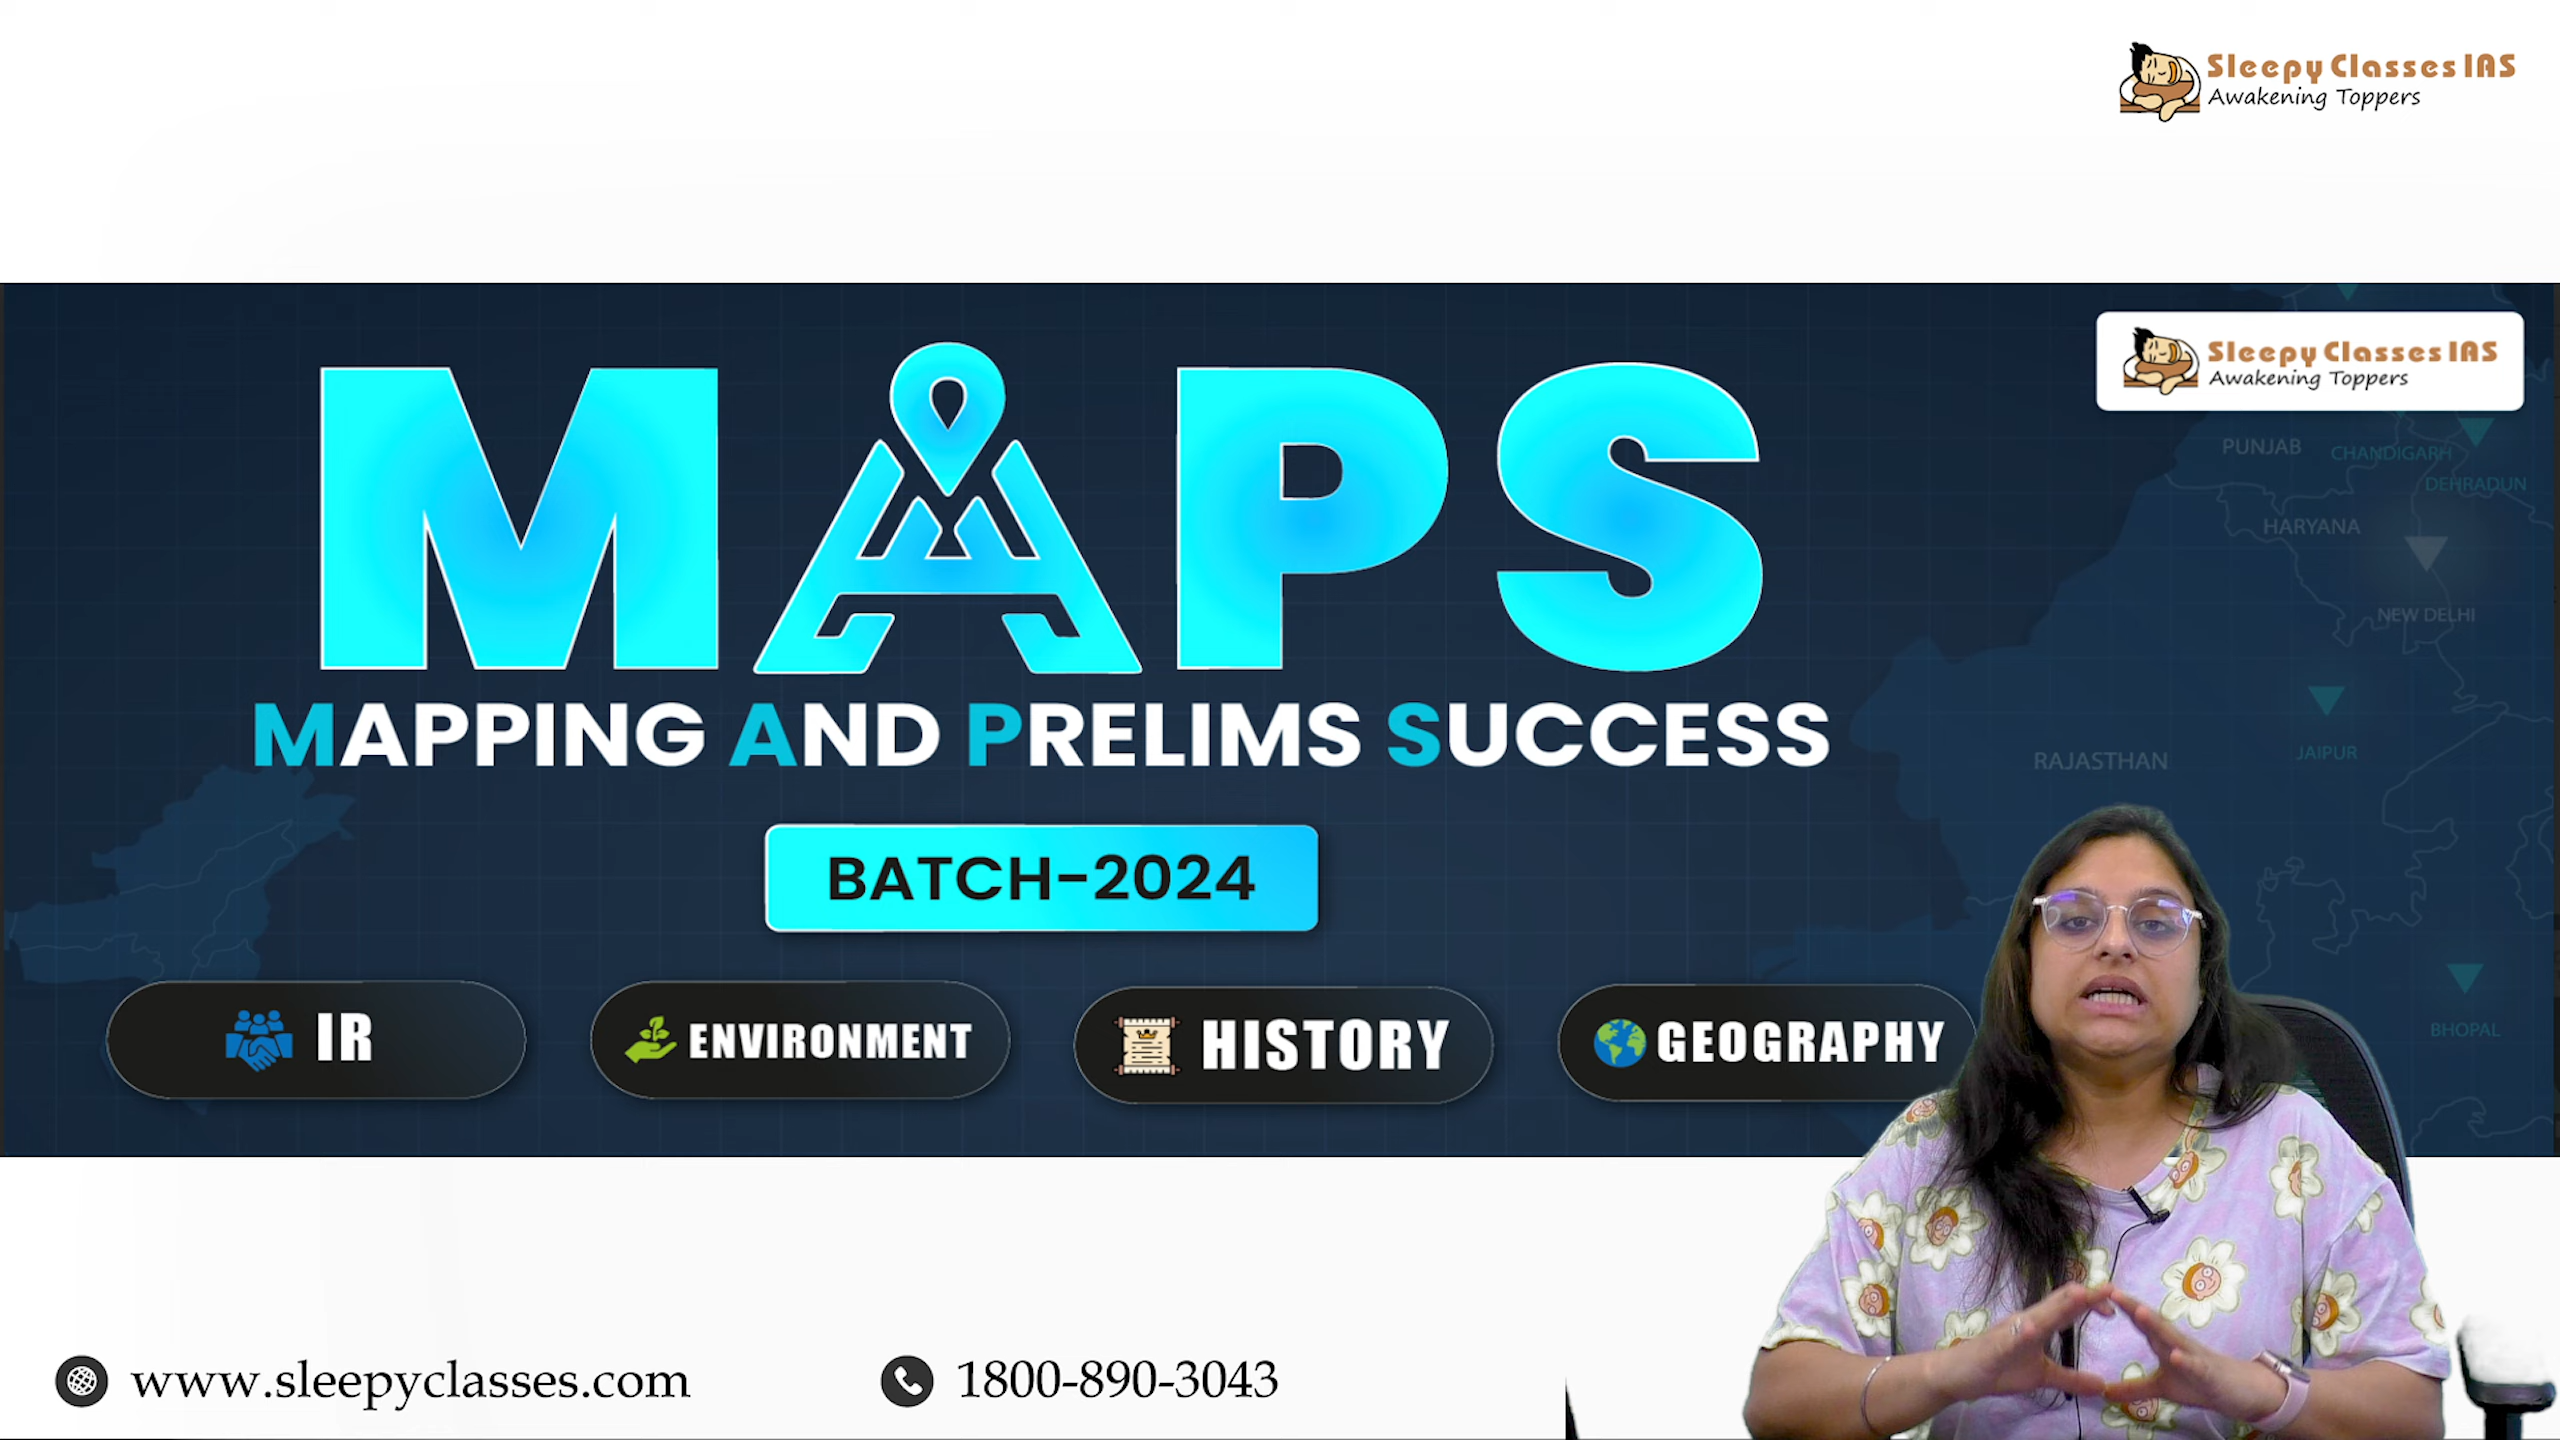 Sleepy Classes IAS
Awakening Toppers
Sleepy Classes IAS
Awakening Toppers
MAPS
MAPPING AND PRELIMS SUCCESS
BATCH-2024
IR
ENVIRONMENT
HISTORY
GEOGRAPHY
PUNJAB
CHANDIGARH
DEHRADUN
HARYANA
NEW DELHI
RAJASTHAN
JAIPUR
BHOPAL
www.sleepyclasses.com
1800-890-3043